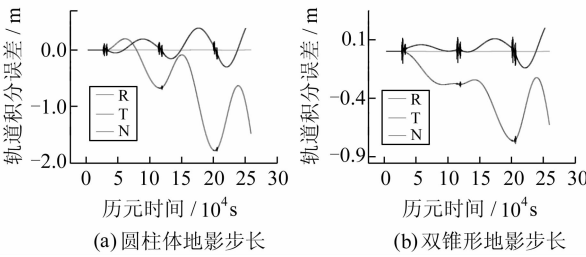 轨道积分误差 / m
0.0
-1.0
-2.0
R
T
N
0 5 10 15 20 25 30
历元时间 / 10⁴s
(a) 圆柱体地影步长
轨道积分误差 / m
0.1
-0.4
-0.9
R
T
N
0 5 10 15 20 25 30
历元时间 / 10⁴s
(b) 双锥形地影步长